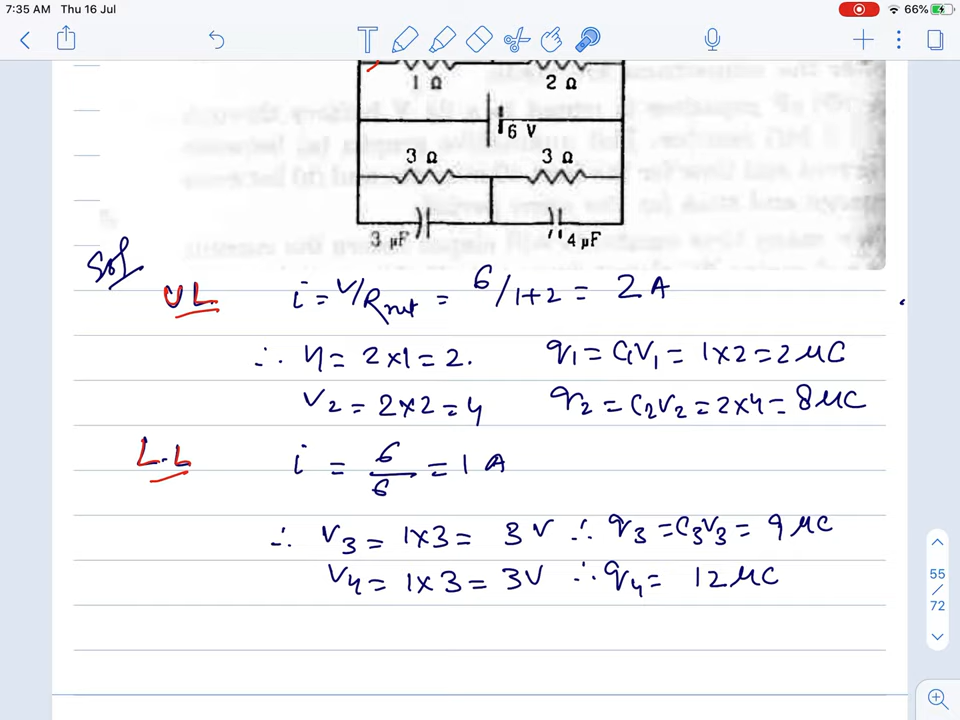 7:35 AM Thu 16 Jul 66%
T
1 Ω 2 Ω
6 V
3 Ω 3 Ω
3 μF 4 μF
Sol
U L. i = V/Rnet = 6/1+2 = 2 A
∴ V1 = 2×1 = 2. q1 = C1V1 = 1×2 = 2 μC
V2 = 2×2 = 4 q2 = C2V2 = 2×4 = 8 μC
L.L i = 6/6 = 1 A
∴ V3 = 1×3 = 3 V ∴ q3 = C3V3 = 9 μC
V4 = 1×3 = 3V ∴ q4 = 12 μC
55
/
72